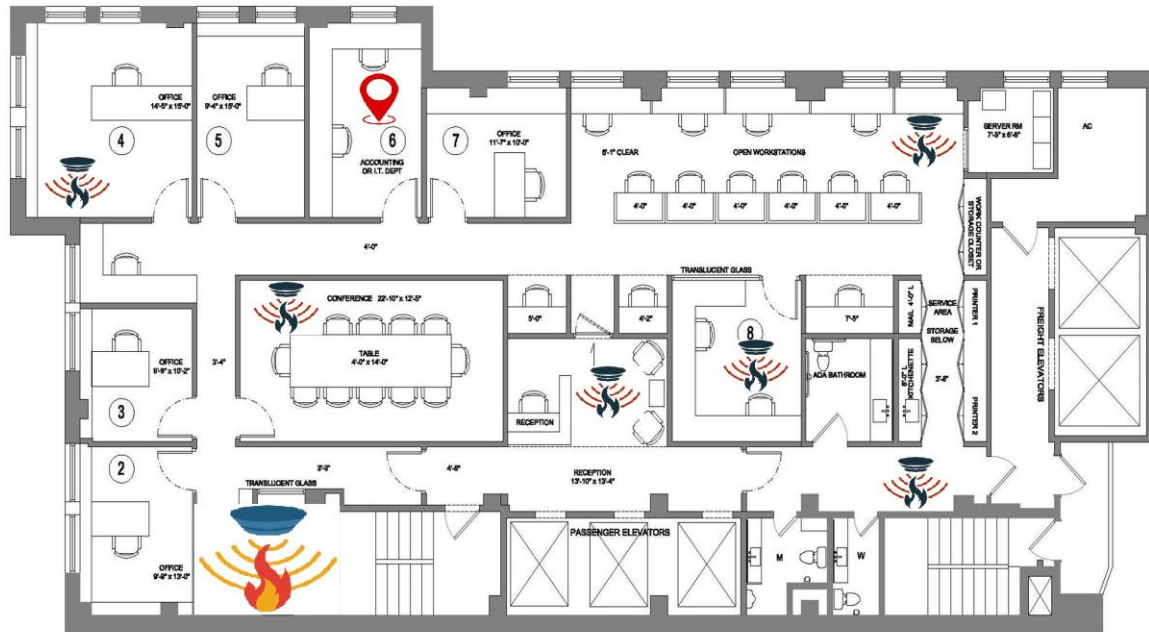 OFFICE
14'-5" x 15'-0"
4
OFFICE
9'-4" x 15'-0"
5
6
ACCOUNTING
OR I.T. DEPT
7
OFFICE
11'-7" x 10'-0"
5'-1" CLEAR
OPEN WORKSTATIONS
SERVER RM
7'-5" x 6'-8"
AC
4'-0"
4'-0"
4'-0"
4'-0"
4'-0"
4'-0"
WORK COUNTER OR
STORAGE CLOSET
4'-0"
TRANSLUCENT GLASS
CONFERENCE 22'-10" x 12'-5"
TABLE
4'-0" x 14'-0"
5'-0"
4'-2"
8
7'-5"
MAIL 4'-0" L
SERVICE
AREA
STORAGE
BELOW
PRINTER 1
3'-4"
OFFICE
9'-9" x 10'-2"
3
ADA BATHROOM
KITCHENETTE
3'-6"
PRINTER 2
FREIGHT ELEVATORS
RECEPTION
2
3'-3"
4'-8"
RECEPTION
13'-10" x 13'-4"
TRANSLUCENT GLASS
PASSENGER ELEVATORS
M
W
OFFICE
9'-9" x 13'-0"